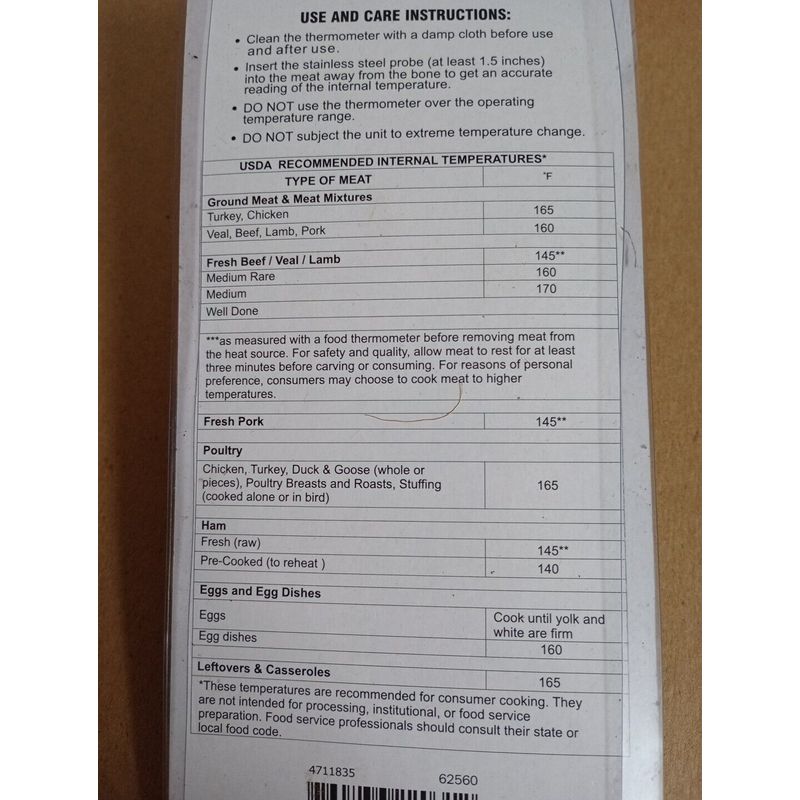 USE AND CARE INSTRUCTIONS:
• Clean the thermometer with a damp cloth before use
and after use.
• Insert the stainless steel probe (at least 1.5 inches)
into the meat away from the bone to get an accurate
reading of the internal temperature.
• DO NOT use the thermometer over the operating
temperature range.
• DO NOT subject the unit to extreme temperature change.
USDA RECOMMENDED INTERNAL TEMPERATURES*
TYPE OF MEAT °F
Ground Meat & Meat Mixtures
Turkey, Chicken 165
Veal, Beef, Lamb, Pork 160
Fresh Beef / Veal / Lamb 145**
Medium Rare 160
Medium 170
Well Done
***as measured with a food thermometer before removing meat from
the heat source. For safety and quality, allow meat to rest for at least
three minutes before carving or consuming. For reasons of personal
preference, consumers may choose to cook meat to higher
temperatures.
Fresh Pork 145**
Poultry
Chicken, Turkey, Duck & Goose (whole or
pieces), Poultry Breasts and Roasts, Stuffing
(cooked alone or in bird) 165
Ham
Fresh (raw) 145**
Pre-Cooked (to reheat ) 140
Eggs and Egg Dishes
Eggs Cook until yolk and
white are firm
Egg dishes 160
Leftovers & Casseroles 165
*These temperatures are recommended for consumer cooking. They
are not intended for processing, institutional, or food service
preparation. Food service professionals should consult their state or
local food code.
4711835 62560